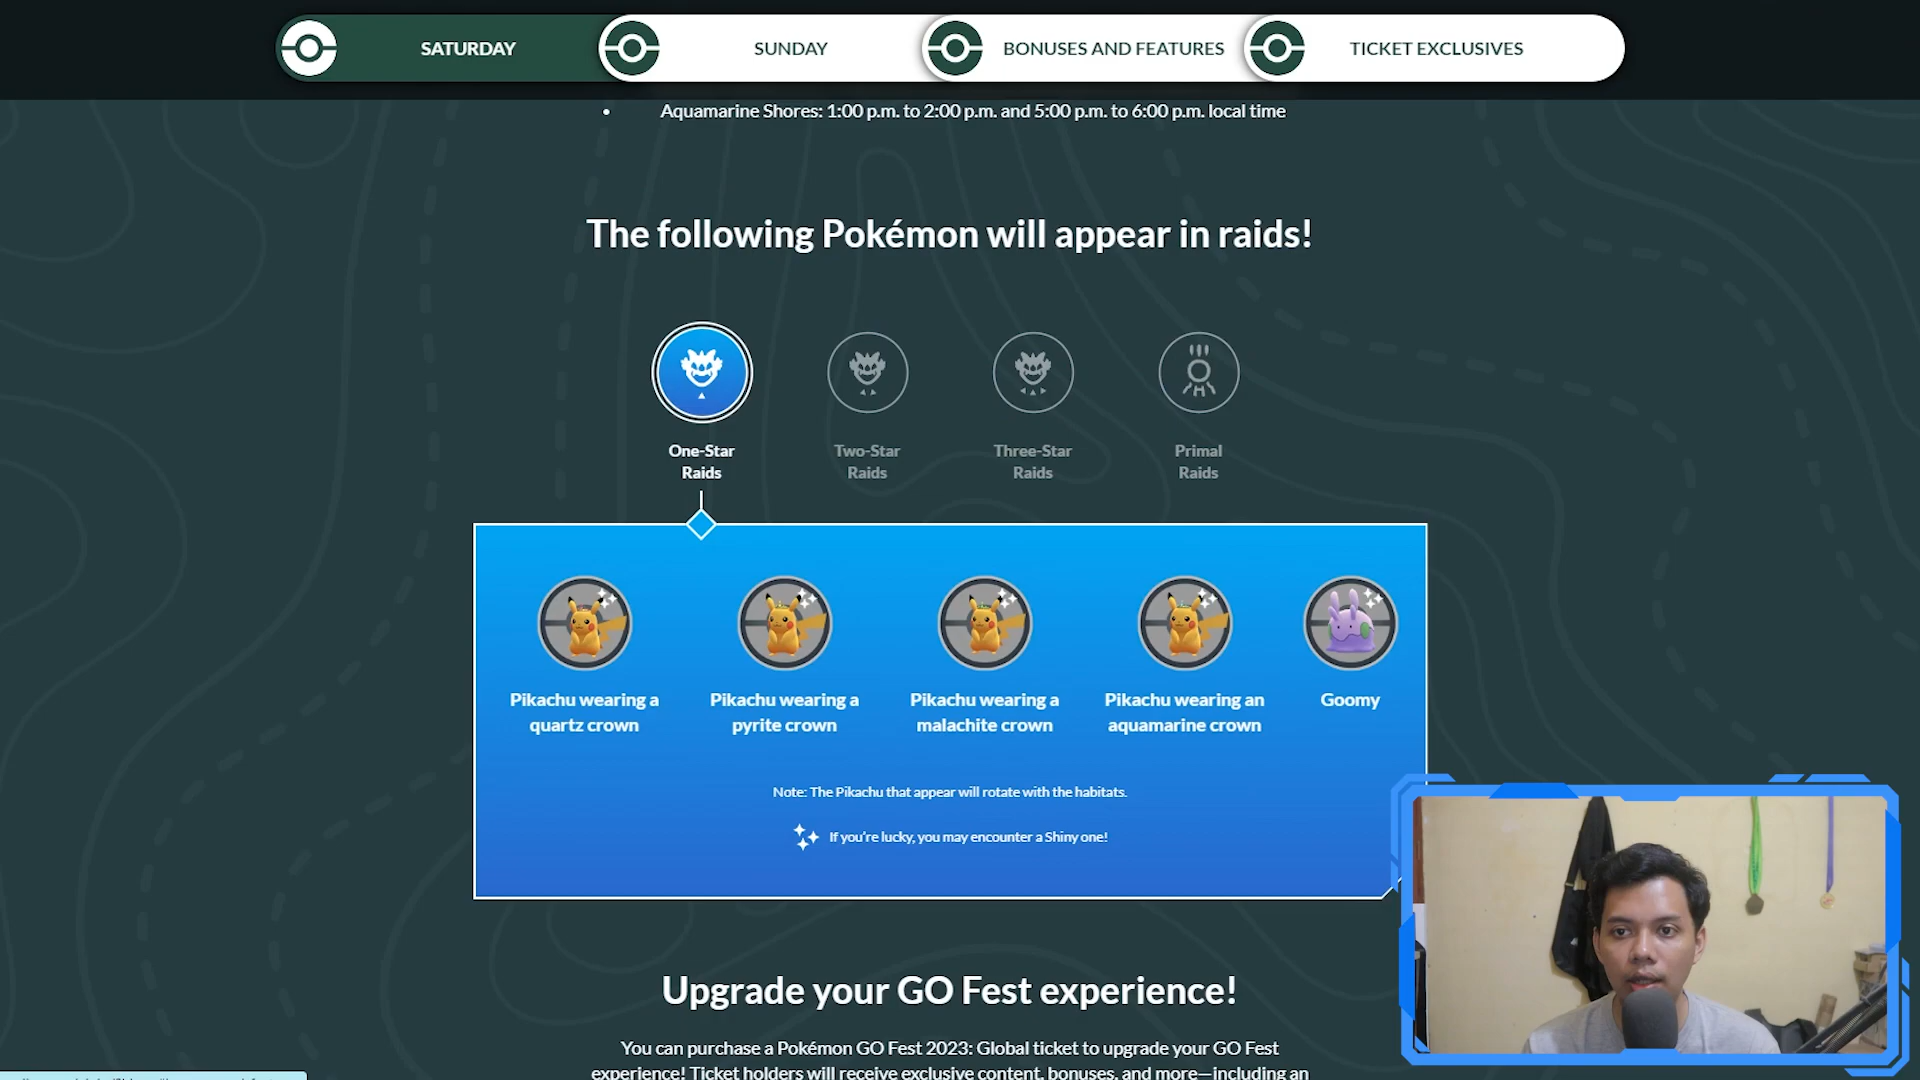 SATURDAY
SUNDAY
BONUSES AND FEATURES
TICKET EXCLUSIVES
• Aquamarine Shores: 1:00 p.m. to 2:00 p.m. and 5:00 p.m. to 6:00 p.m. local time
The following Pokémon will appear in raids!
One-Star
Raids
Two-Star
Raids
Three-Star
Raids
Primal
Raids
Pikachu wearing a
quartz crown
Pikachu wearing a
pyrite crown
Pikachu wearing a
malachite crown
Pikachu wearing an
aquamarine crown
Goomy
Note: The Pikachu that appear will rotate with the habitats.
If you're lucky, you may encounter a Shiny one!
Upgrade your GO Fest experience!
You can purchase a Pokémon GO Fest 2023: Global ticket to upgrade your GO Fest
experience! Ticket holders will receive exclusive content, bonuses, and more—including an